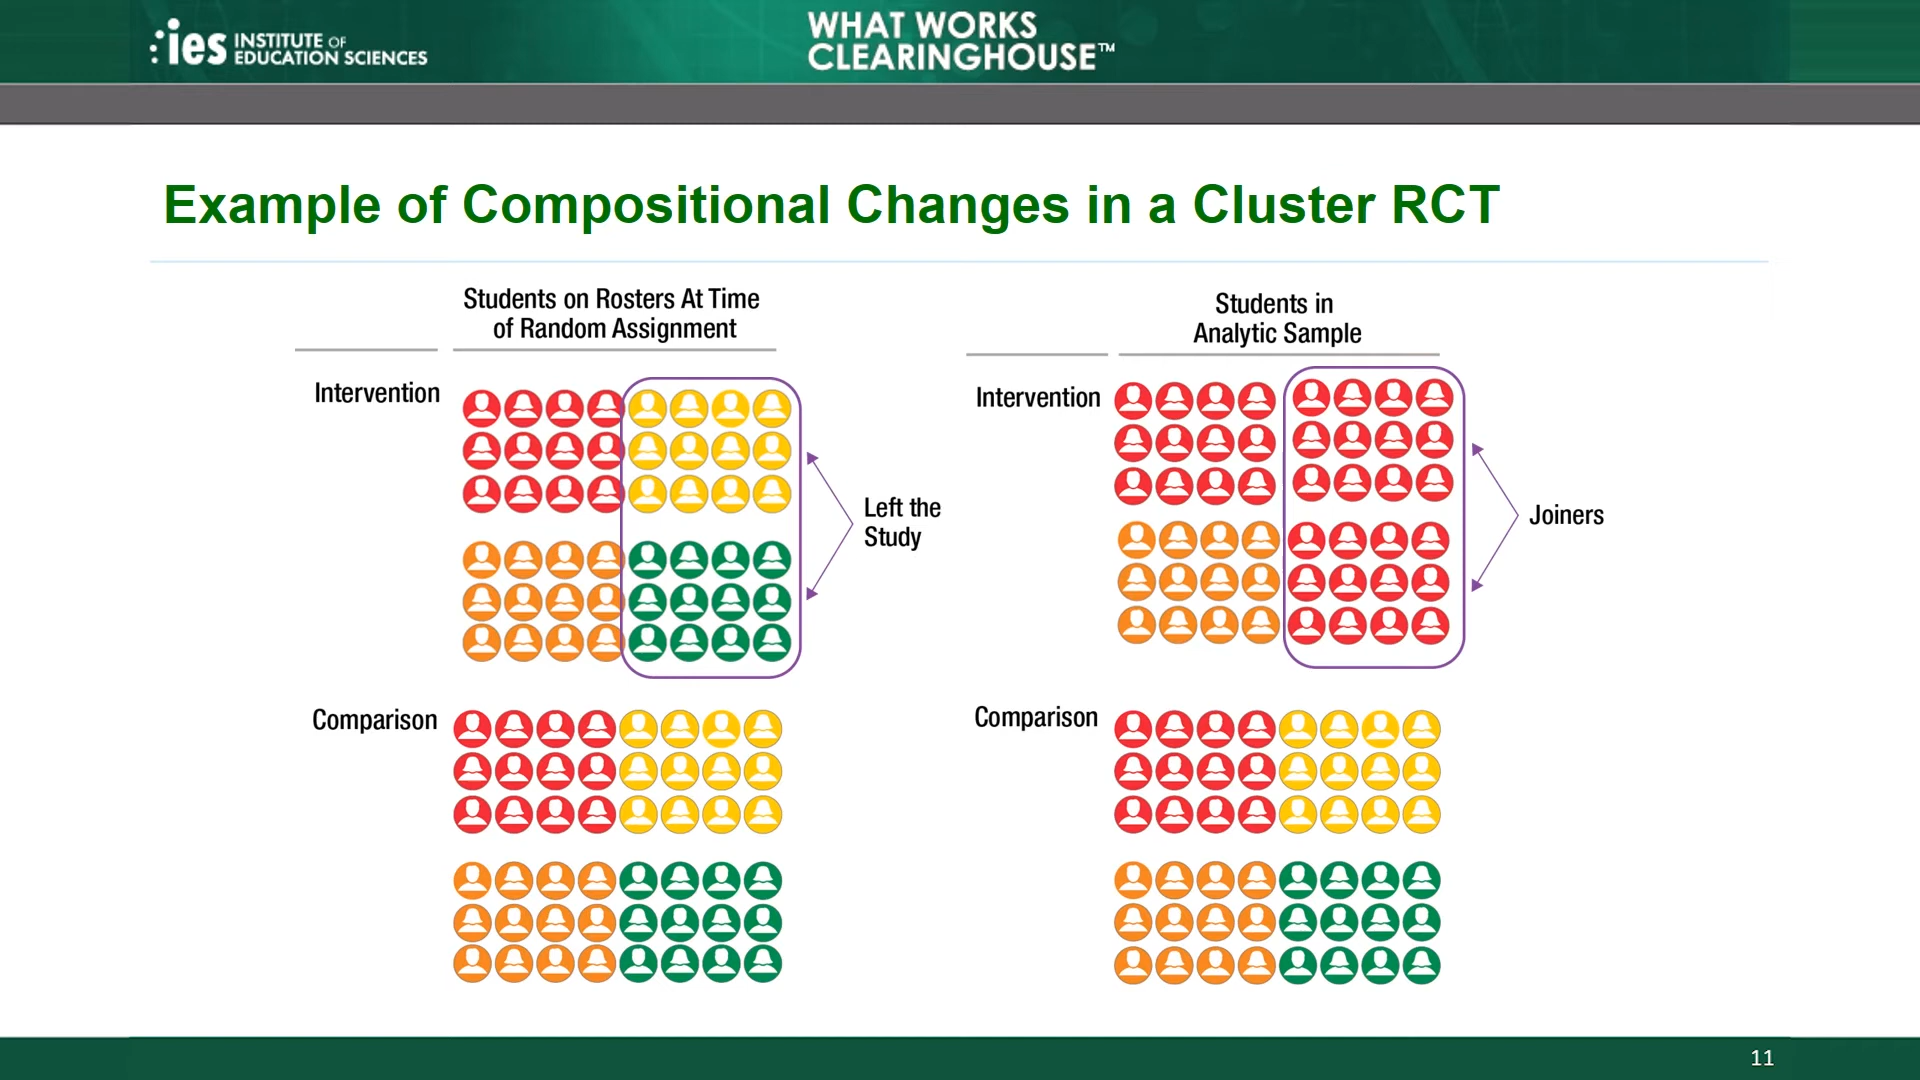 ies INSTITUTE OF
EDUCATION SCIENCES
WHAT WORKS
CLEARINGHOUSE™
Example of Compositional Changes in a Cluster RCT
Students on Rosters At Time
of Random Assignment
Intervention
Left the
Study
Comparison
Students in
Analytic Sample
Intervention
Joiners
Comparison
11